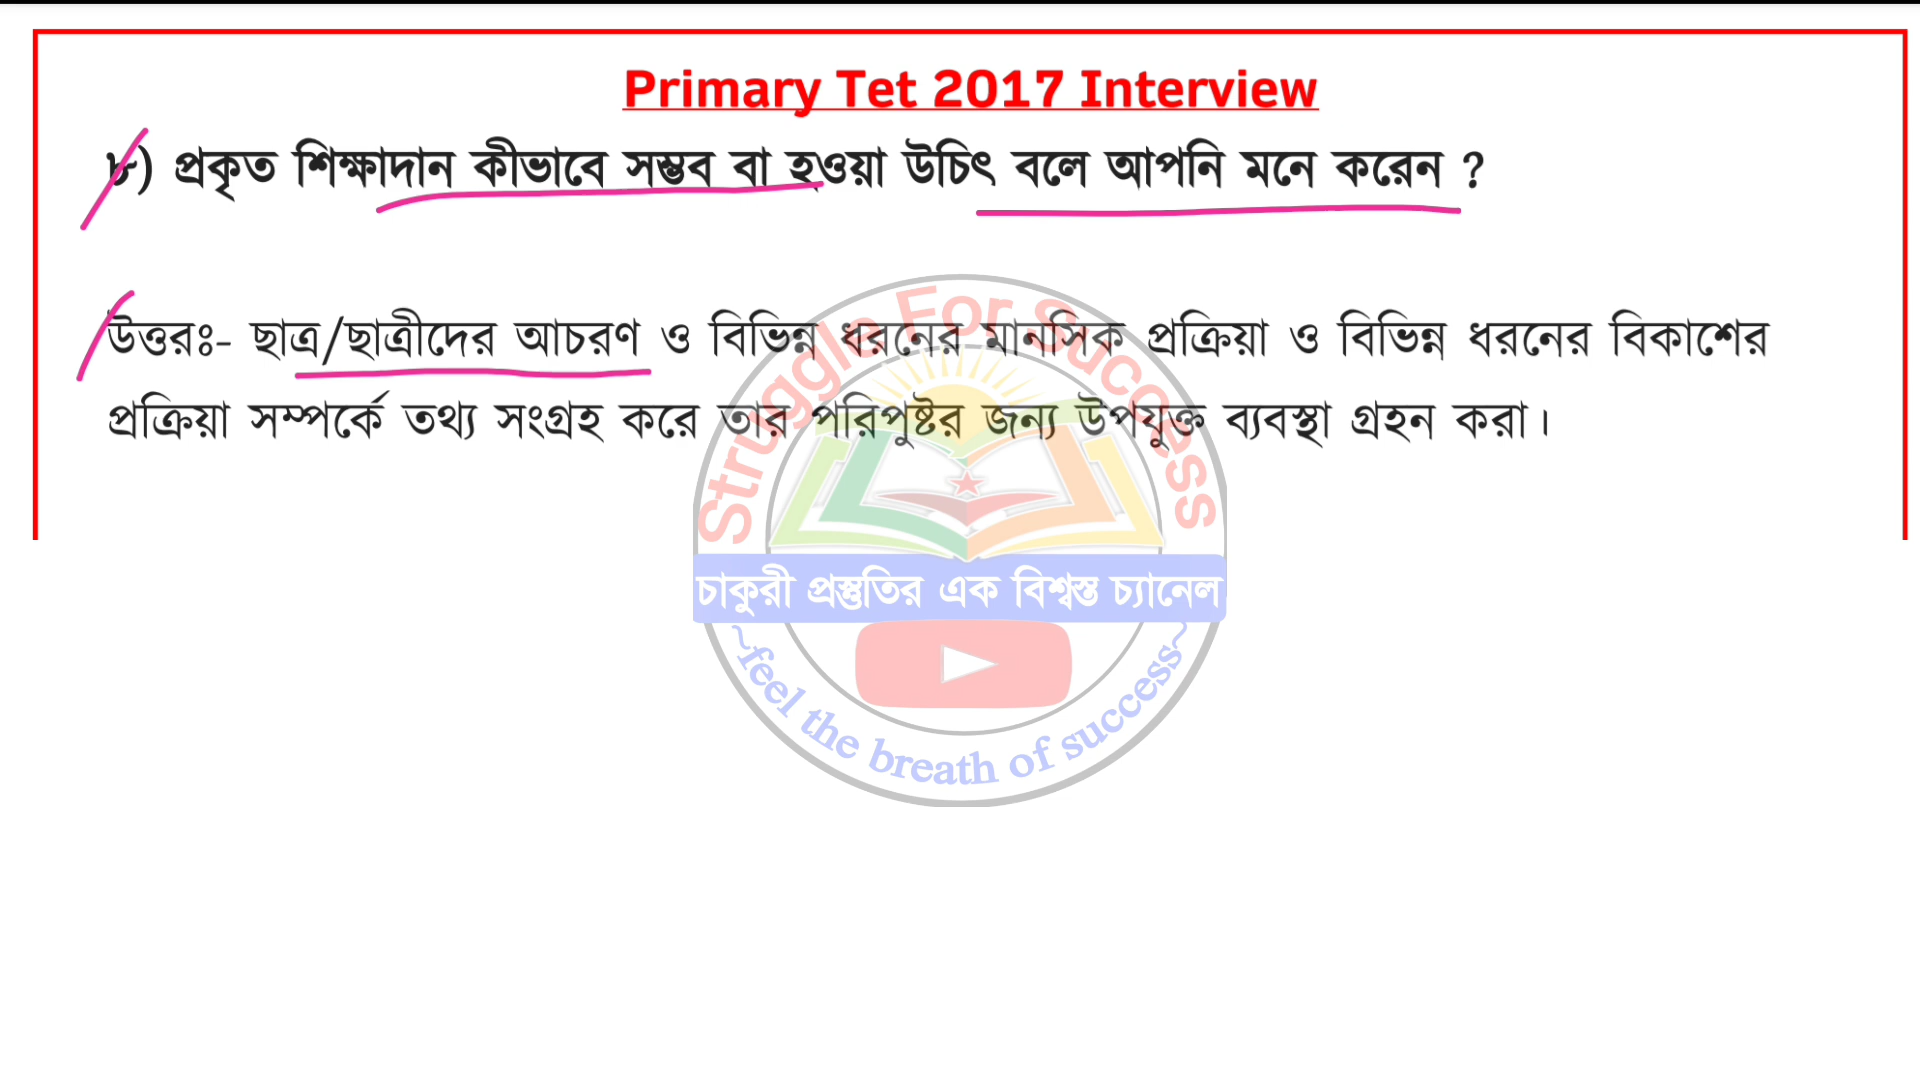 Primary Tet 2017 Interview
৮) প্রকৃত শিক্ষাদান কীভাবে সম্ভব বা হওয়া উচিৎ বলে আপনি মনে করেন ?
উত্তরঃ- ছাত্র/ছাত্রীদের আচরণ ও বিভিন্ন ধরনের মানসিক প্রক্রিয়া ও বিভিন্ন ধরনের বিকাশের
প্রক্রিয়া সম্পর্কে তথ্য সংগ্রহ করে তার পরিপুষ্টর জন্য উপযুক্ত ব্যবস্থা গ্রহন করা।
Struggle For Success
চাকুরী প্রস্তুতির এক বিশ্বস্ত চ্যানেল
~feel the breath of success~